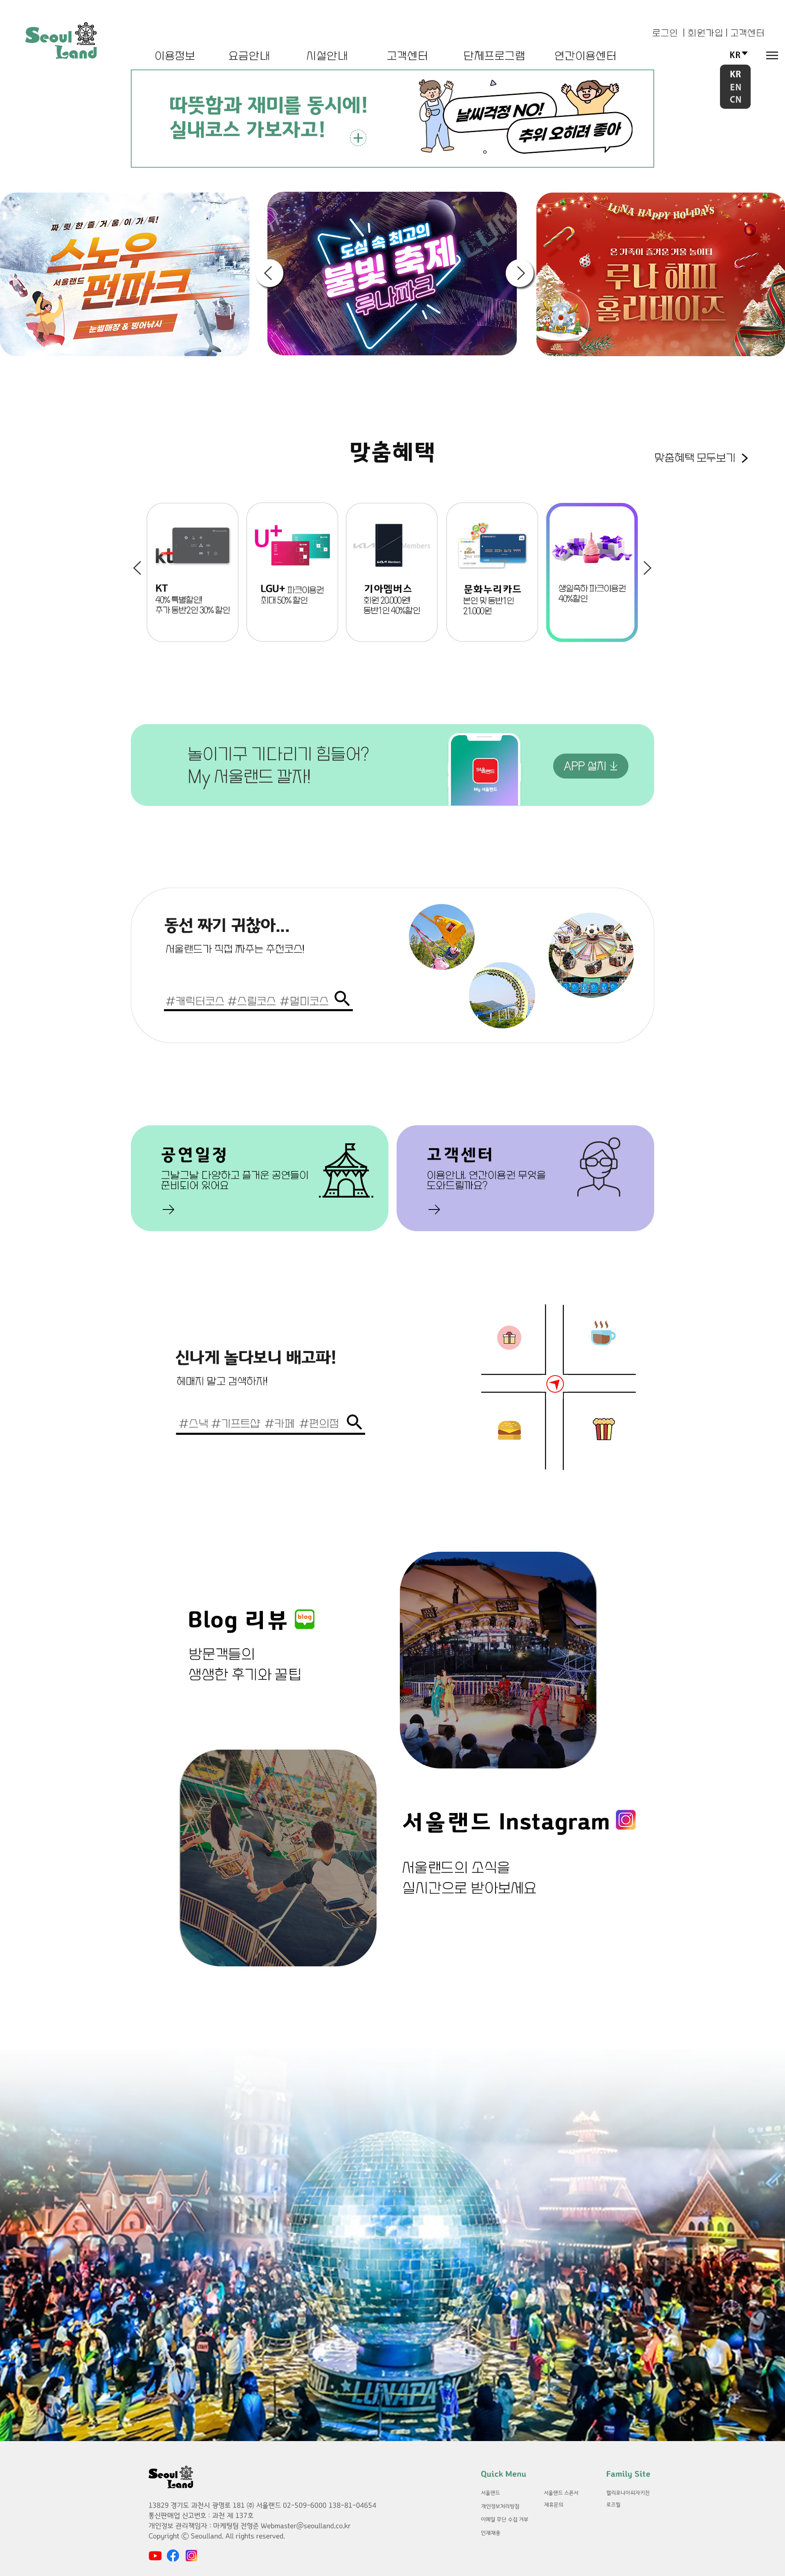 Seoul
Land
로그인 | 회원가입 | 고객센터
이용정보 요금안내 시설안내 고객센터 단체프로그램 연간이용센터
KR
KR
EN
CN
따뜻함과 재미를 동시에!
실내코스 가보자고!
날씨걱정 NO!
추위 오히려 좋아
짜릿한 즐거움이 가득!
스노우
서울랜드
펀파크
눈썰매장 & 빙어낚시
도심 속 최고의
불빛 축제
루나파크
LUNA HAPPY HOLIDAYS
온 가족이 즐거운 겨울 놀이터
루나 해피
홀리데이즈
맞춤혜택
맞춤혜택 모두보기
kt
KT
40% 특별할인!
추가 동반2인 30% 할인
U+
LGU+ 파크이용권
최대 50% 할인
Members
기아멤버스
회원 20,000원!
동반1인 40%할인
문화누리카드
본인 및 동반1인
21,000원
생일축하 파크이용권
40%할인
놀이기구 기다리기 힘들어?
My 서울랜드 깔자!
서울랜드
My 서울랜드
APP 설치
동선 짜기 귀찮아...
서울랜드가 직접 짜주는 추천코스!
#캐릭터코스 #스릴코스 #덜미코스
공연일정
그날그날 다양하고 즐거운 공연들이
준비되어 있어요
고객센터
이용안내, 연간이용권 무엇을
도와드릴까요?
신나게 놀다보니 배고파!
헤매지 말고 검색하자!
#스낵 #기프트샵 #카페 #편의점
Blog 리뷰
blog
방문객들의
생생한 후기와 꿀팁
서울랜드 Instagram
서울랜드의 소식을
실시간으로 받아보세요
LUNAPA
Seoul
Land
13829 경기도 과천시 광명로 181 ㈜ 서울랜드 02-509-6000 138-81-04654
통신판매업 신고번호 : 과천 제 137호
개인정보 관리책임자 : 마케팅팀 전형준 Webmaster@seoulland.co.kr
Copyright ⓒ Seoulland. All rights reserved.
Quick Menu
서울랜드 서울랜드 스폰서
개인정보처리방침 제휴문의
이메일 무단 수집 거부
인재채용
Family Site
캘리포니아피자키친
로즈힐